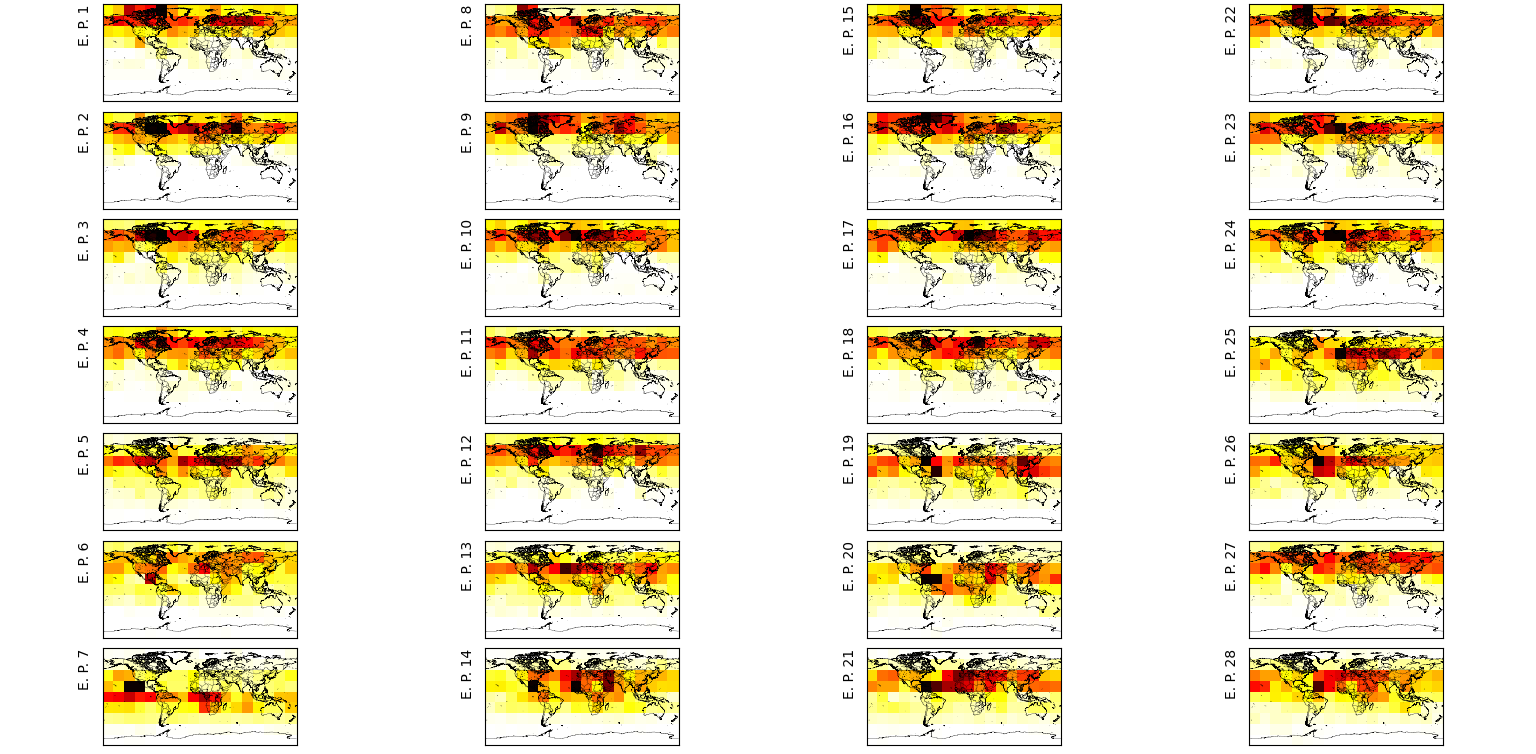 E. P. 1
E. P. 8
E. P. 15
E. P. 22
E. P. 2
E. P. 9
E. P. 16
E. P. 23
E. P. 3
E. P. 10
E. P. 17
E. P. 24
E. P. 4
E. P. 11
E. P. 18
E. P. 25
E. P. 5
E. P. 12
E. P. 19
E. P. 26
E. P. 6
E. P. 13
E. P. 20
E. P. 27
E. P. 7
E. P. 14
E. P. 21
E. P. 28